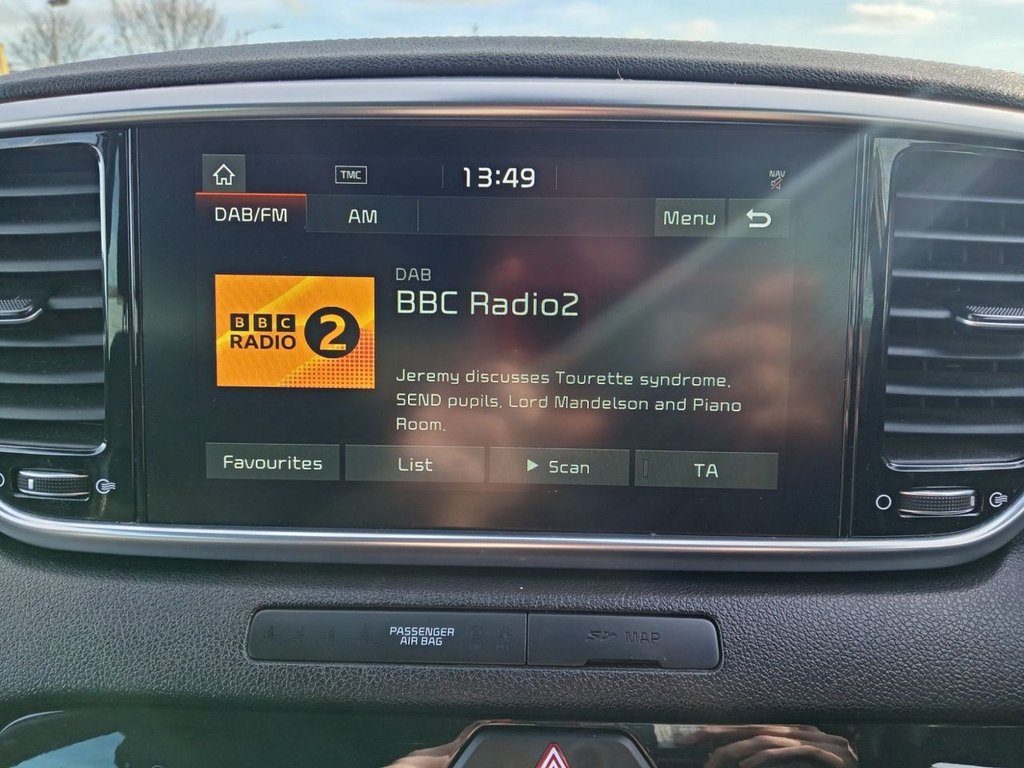 TMC 13:49 NAV
DAB/FM AM Menu
DAB
BBC Radio2
BBC
RADIO 2
Jeremy discusses Tourette syndrome,
SEND pupils, Lord Mandelson and Piano
Room.
Favourites List Scan TA
PASSENGER
AIR BAG
SD MAP